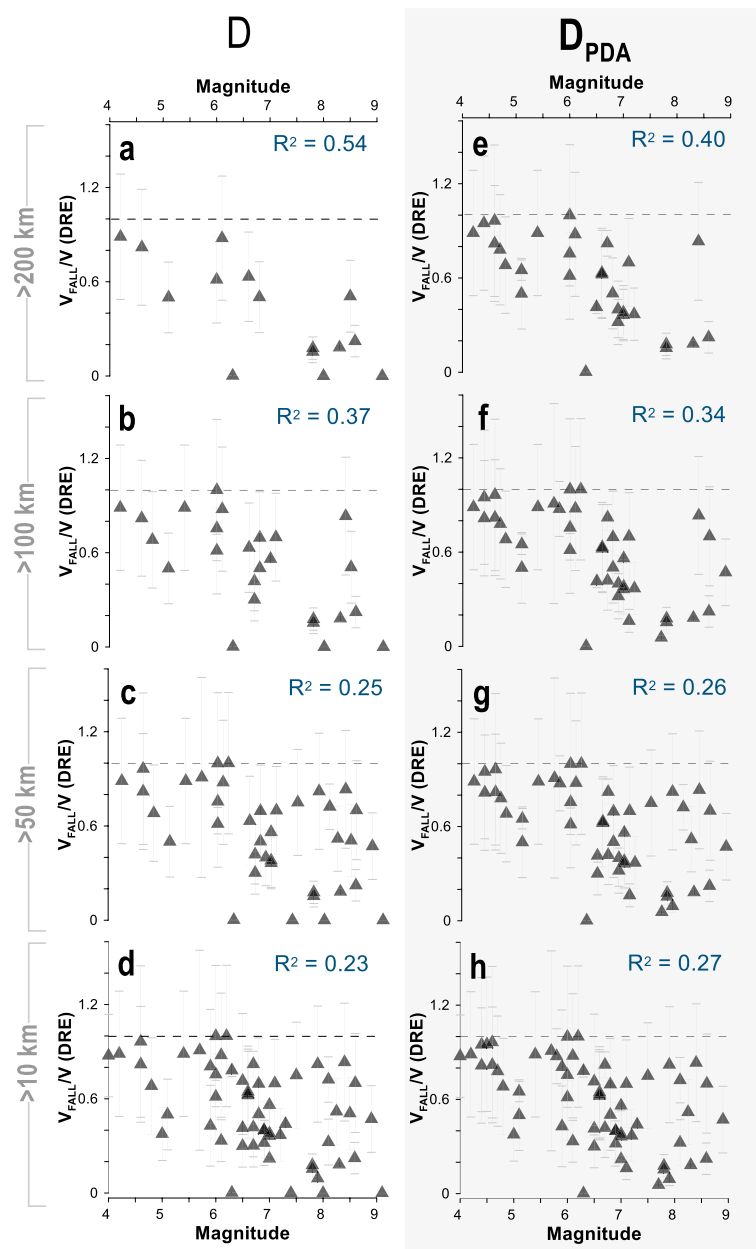 D
D PDA
Magnitude
4 5 6 7 8 9
Magnitude
4 5 6 7 8 9
>200 km
a
R² = 0.54
VFALL/V (DRE)
1.2
0.6
0
e
R² = 0.40
VFALL/V (DRE)
1.2
0.6
0
>100 km
b
R² = 0.37
VFALL/V (DRE)
1.2
0.6
0
f
R² = 0.34
VFALL/V (DRE)
1.2
0.6
0
>50 km
c
R² = 0.25
VFALL/V (DRE)
1.2
0.6
0
g
R² = 0.26
VFALL/V (DRE)
1.2
0.6
0
>10 km
d
R² = 0.23
VFALL/V (DRE)
1.2
0.6
0
4 5 6 7 8 9
Magnitude
h
R² = 0.27
VFALL/V (DRE)
1.2
0.6
0
4 5 6 7 8 9
Magnitude